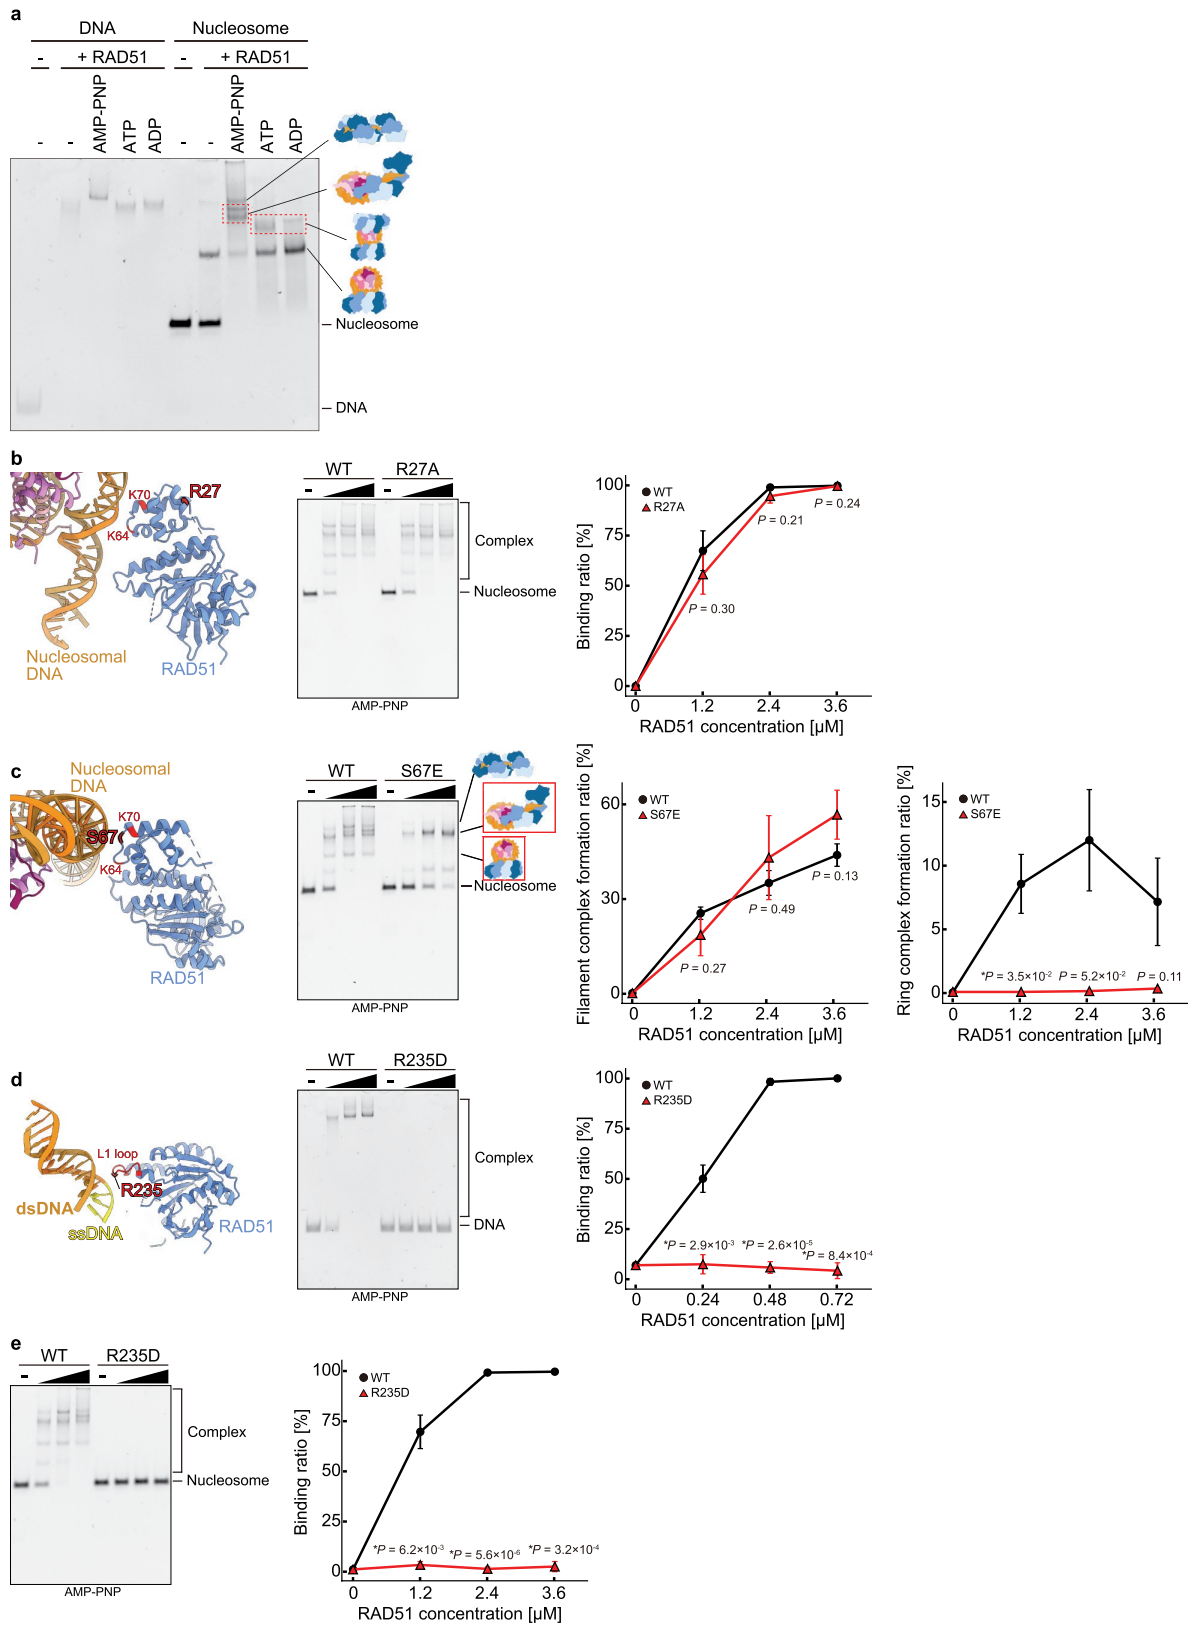 a
DNA
Nucleosome
+ RAD51
+ RAD51
-
-
-
-
AMP-PNP
ATP
ADP
-
-
AMP-PNP
ATP
ADP
Nucleosome
DNA
b
K70
R27
K64
Nucleosomal
DNA
RAD51
WT
R27A
-
-
Complex
Nucleosome
AMP-PNP
Binding ratio [%]
100
75
50
25
0
WT
R27A
P = 0.30
P = 0.21
P = 0.24
0
1.2
2.4
3.6
RAD51 concentration [µM]
c
Nucleosomal
DNA
K70
S67
K64
RAD51
WT
S67E
-
-
Nucleosome
AMP-PNP
Filament complex formation ratio [%]
60
30
0
WT
S67E
P = 0.27
P = 0.49
P = 0.13
0
1.2
2.4
3.6
RAD51 concentration [µM]
Ring complex formation ratio [%]
15
10
5
0
WT
S67E
*P = 3.5×10-2
P = 5.2×10-2
P = 0.11
0
1.2
2.4
3.6
RAD51 concentration [µM]
d
L1 loop
R235
dsDNA
ssDNA
RAD51
WT
R235D
-
-
Complex
DNA
AMP-PNP
Binding ratio [%]
100
75
50
25
0
WT
R235D
*P = 2.9×10-3
*P = 2.6×10-5
*P = 8.4×10-4
0
0.24
0.48
0.72
RAD51 concentration [µM]
e
WT
R235D
-
-
Complex
Nucleosome
AMP-PNP
Binding ratio [%]
100
75
50
25
0
WT
R235D
*P = 6.2×10-3
*P = 5.6×10-6
*P = 3.2×10-4
0
1.2
2.4
3.6
RAD51 concentration [µM]